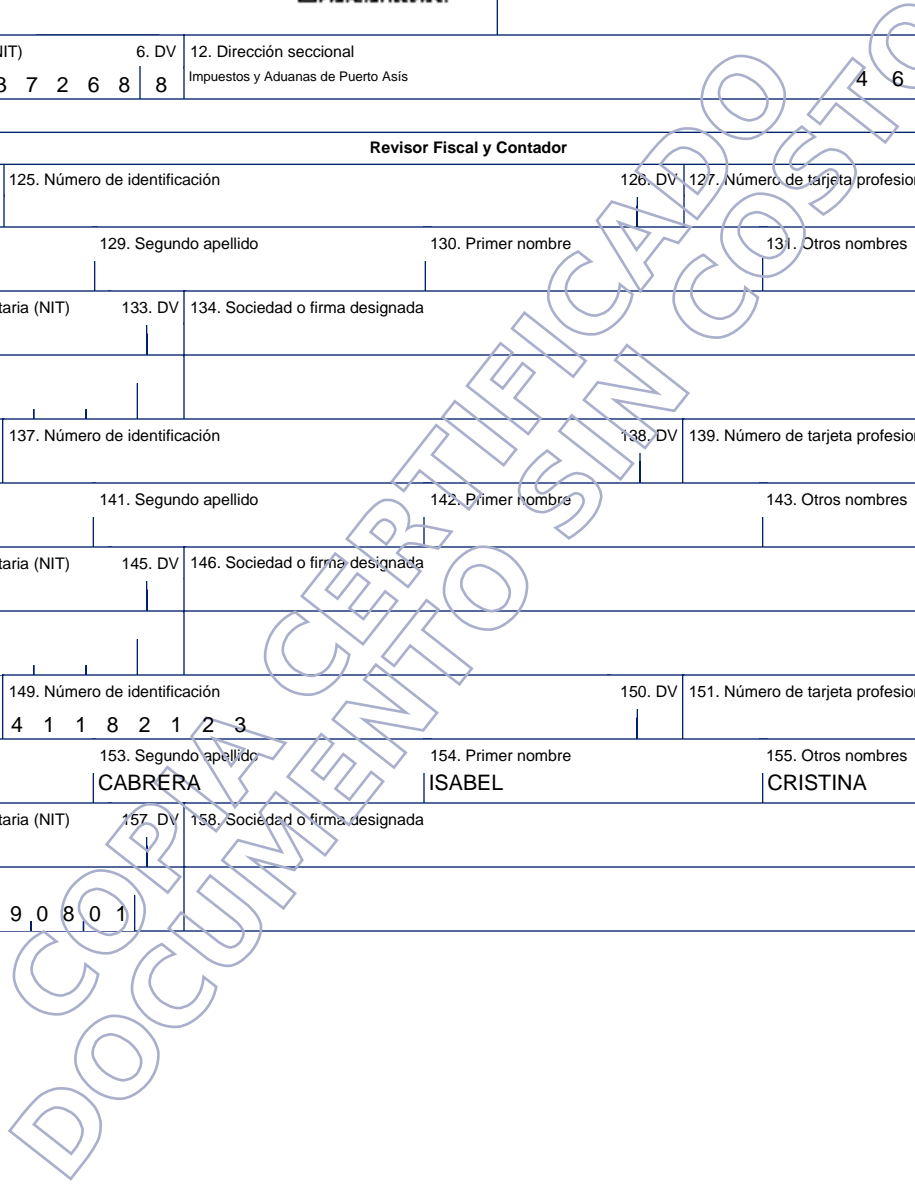 NIT) 6. DV 12. Dirección seccional
3 7 2 6 8 8 Impuestos y Aduanas de Puerto Asís 4 6
Revisor Fiscal y Contador
125. Número de identificación 126. DV 127. Número de tarjeta profesion
129. Segundo apellido 130. Primer nombre 131. Otros nombres
taria (NIT) 133. DV 134. Sociedad o firma designada
137. Número de identificación 138. DV 139. Número de tarjeta profesion
141. Segundo apellido 142. Primer nombre 143. Otros nombres
taria (NIT) 145. DV 146. Sociedad o firma designada
149. Número de identificación 150. DV 151. Número de tarjeta profesion
4 1 1 8 2 1 2 3
153. Segundo apellido 154. Primer nombre 155. Otros nombres
CABRERA ISABEL CRISTINA
taria (NIT) 157. DV 158. Sociedad o firma designada
9 0 8 0 1
COPIA CERTIFICADO
DOCUMENTO SIN COSTO